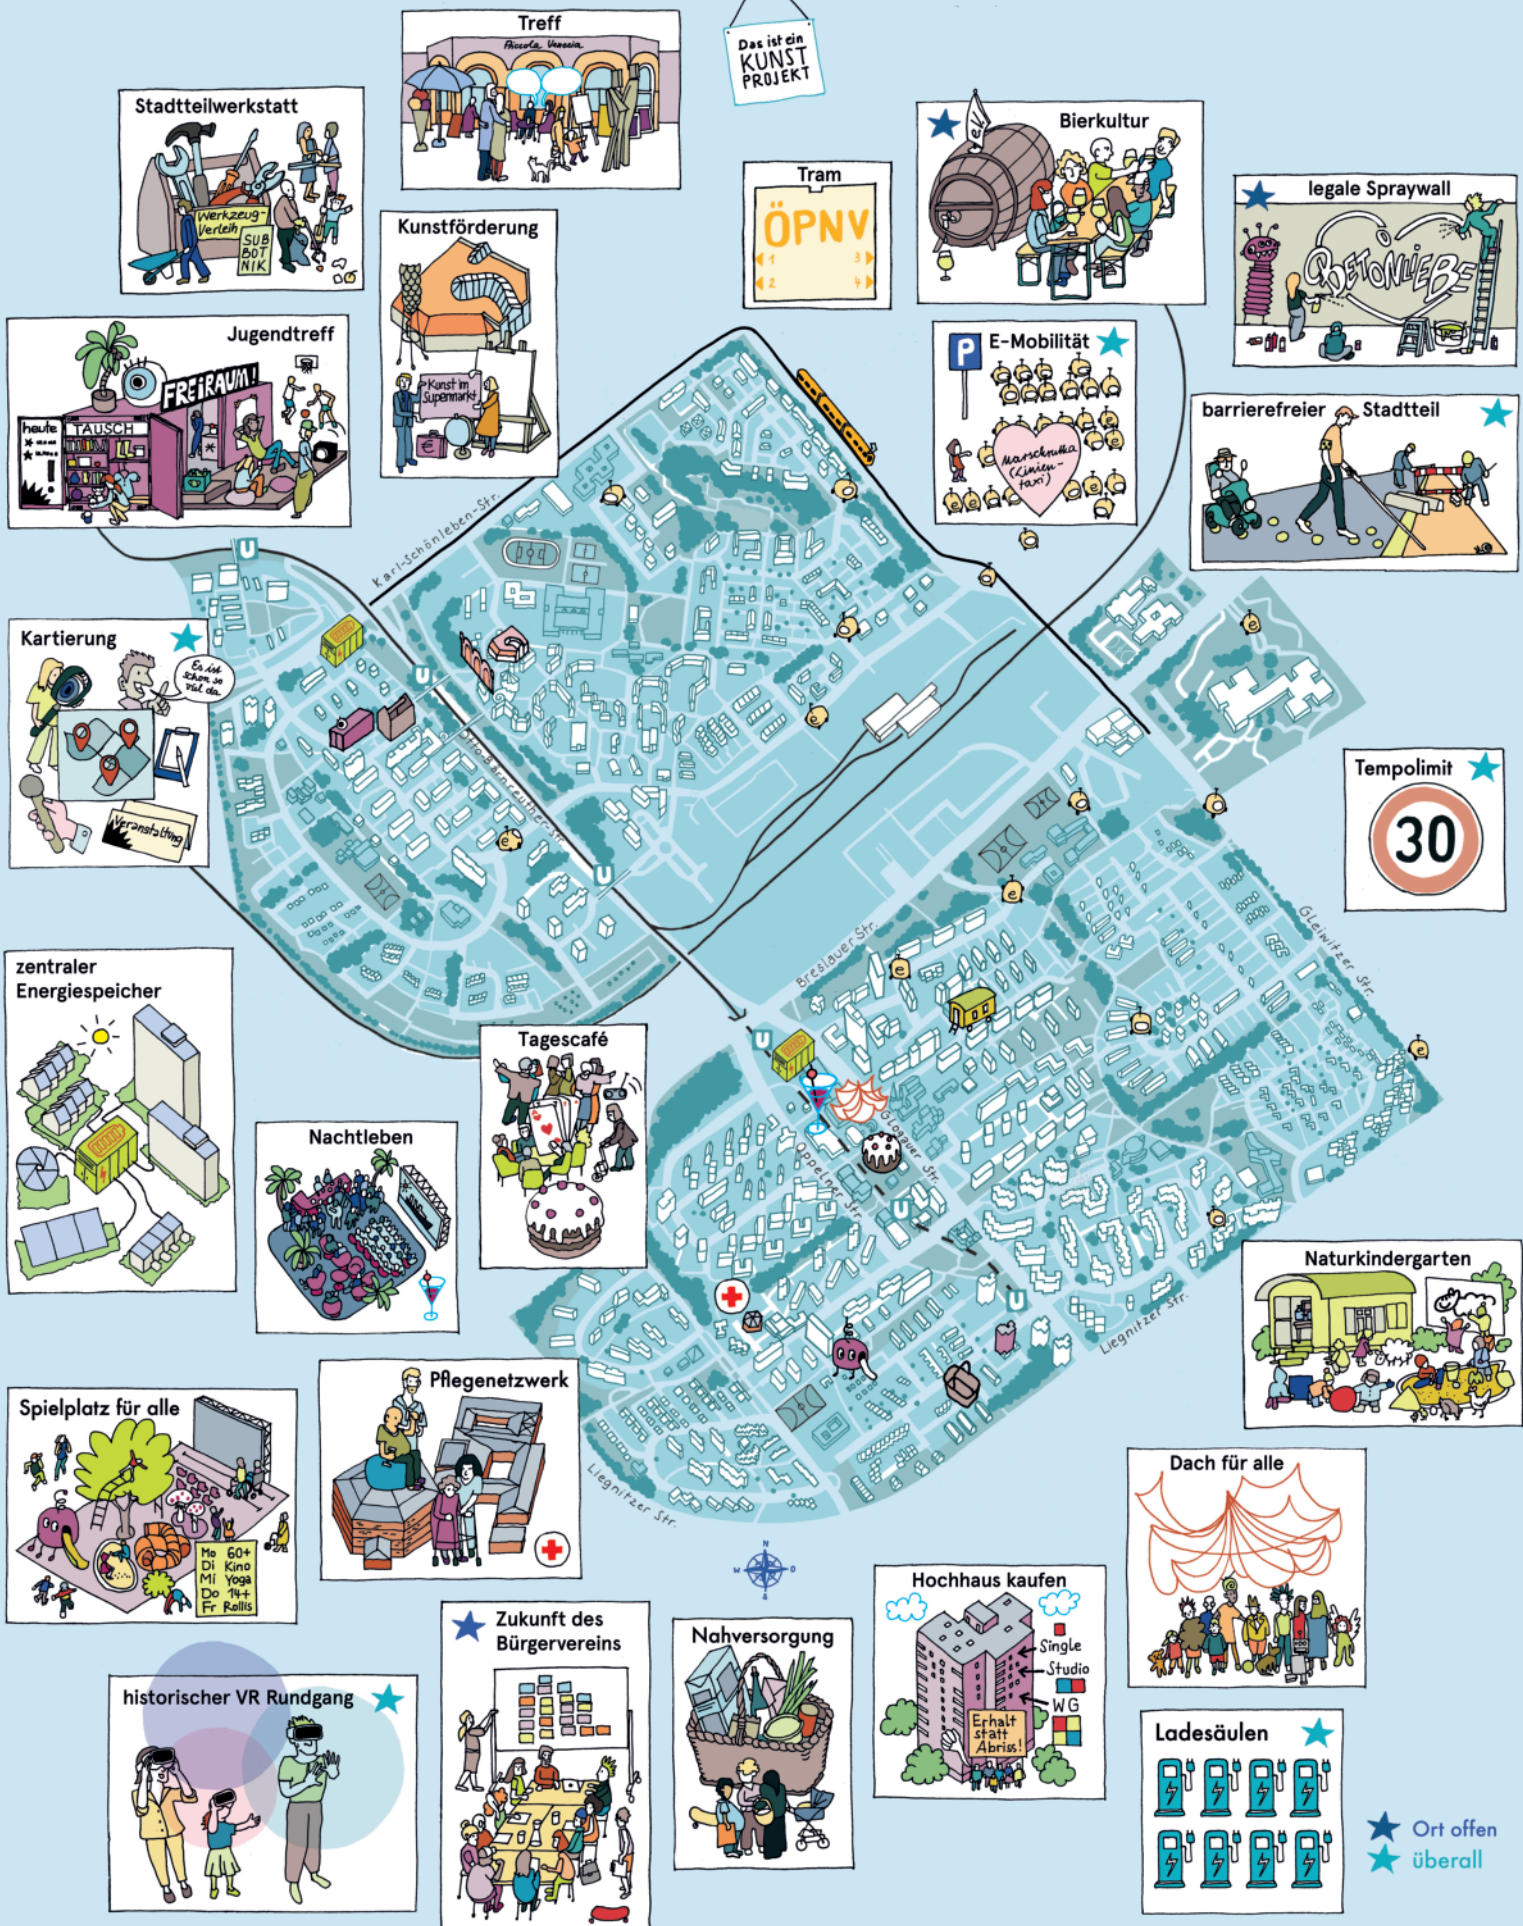 Treff
Piccola Venezia
Das ist ein
KUNST
PROJEKT
Stadtteilwerkstatt
Werkzeug-
Verleih
SUB
BOT
NIK
Kunstförderung
Kunst im
Supermarkt
€
Tram
ÖPNV
1 3
2 4
Bierkultur
e.V.
legale Spraywall
BETONLIEBE
Jugendtreff
FREIRAUM!
heute
TAUSCH
P
E-Mobilität
Marschrutka
(Linien-
taxi)
barrierefreier Stadtteil
Karl-Schönleben-Str.
U
Kartierung
Es ist
schon so
viel da
Veranstaltung
U
Otto-Bärnreuther-Str.
U
Tempolimit
30
Breslauer Str.
Gleiwitzer Str.
zentraler
Energiespeicher
Tagescafé
U
Nachtleben
Glogauer Str.
Oppelner Str.
U
U
Liegnitzer Str.
Naturkindergarten
Spielplatz für alle
Mo 60+
Di Kino
Mi Yoga
Do 14+
Fr Rollis
Pflegenetzwerk
Liegnitzer Str.
Dach für alle
N
W O
S
Hochhaus kaufen
Single
Studio
WG
Erhalt
statt
Abriss!
Zukunft des
Bürgervereins
Nahversorgung
historischer VR Rundgang
Ladesäulen
Ort offen
überall